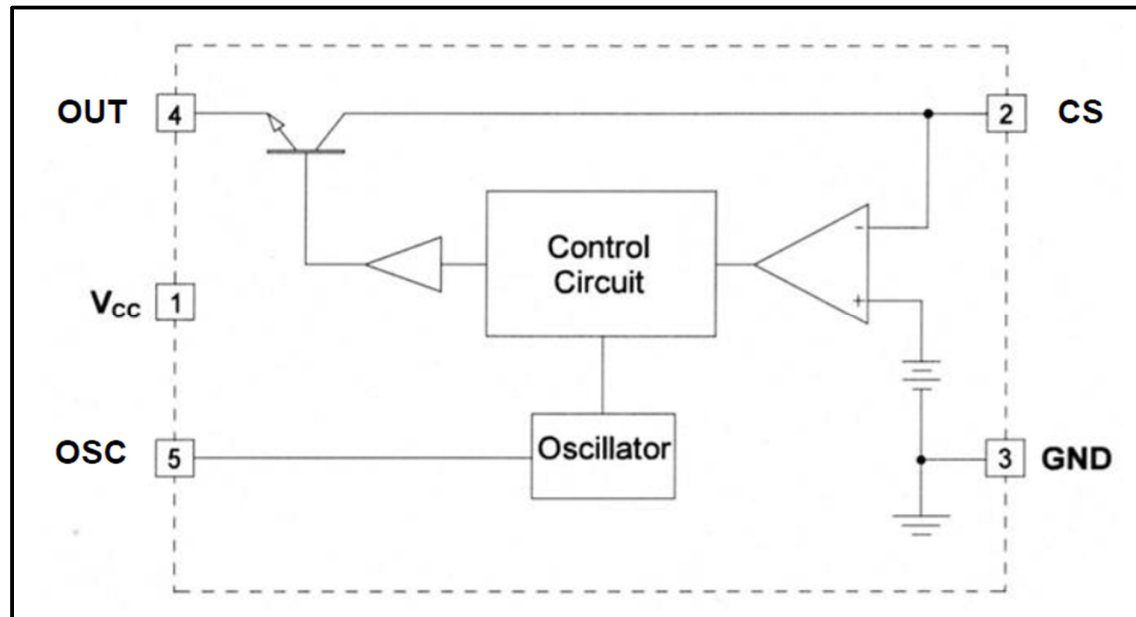 OUT
4
2
CS
Control
Circuit
-
+
VCC
1
OSC
5
Oscillator
3
GND